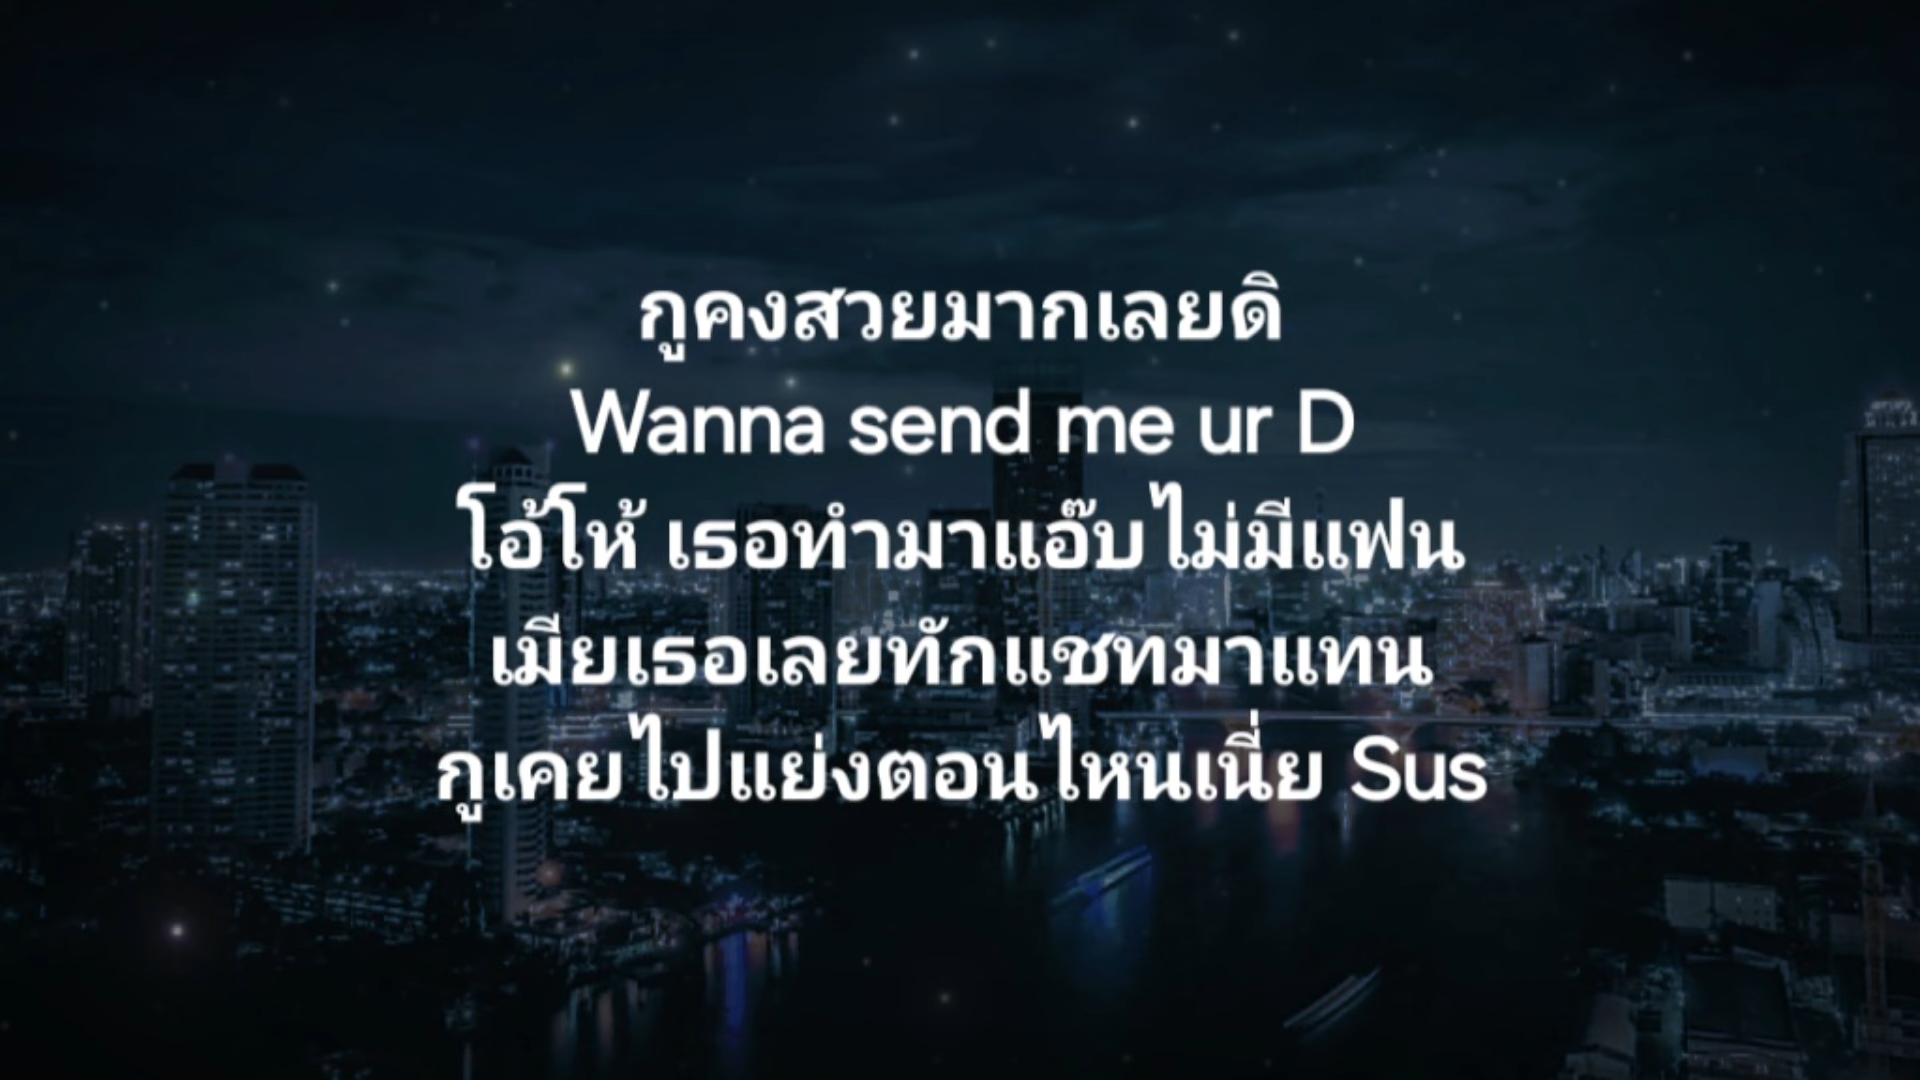 กูคงสวยมากเลยดิ
Wanna send me ur D
โอ้โห้ เธอทำมาแอ๊บไม่มีแฟน
เมียเธอเลยทักแชทมาแทน
กูเคยไปแย่งตอนไหนเนี่ย Sus